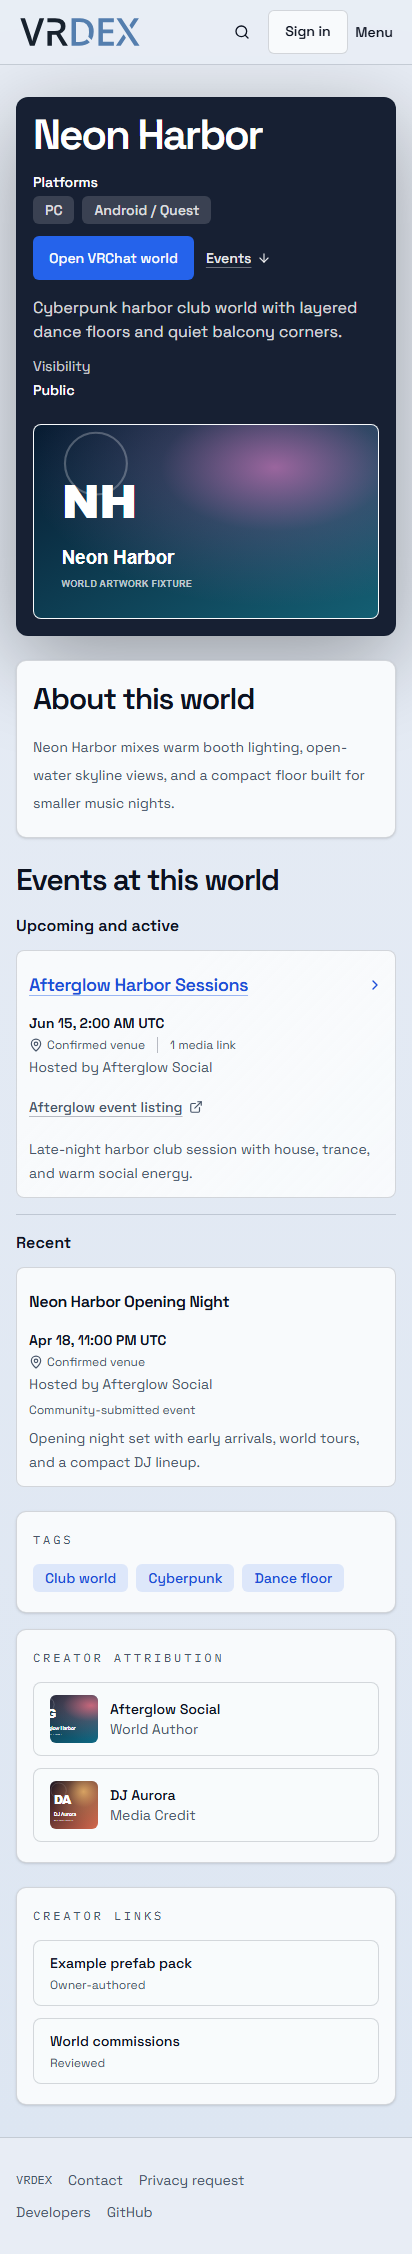 VRDEX
Sign in
Menu
Neon Harbor
Platforms
PC
Android / Quest
Open VRChat world
Events ↓
Cyberpunk harbor club world with layered
dance floors and quiet balcony corners.
Visibility
Public
NH
Neon Harbor
WORLD ARTWORK FIXTURE
About this world
Neon Harbor mixes warm booth lighting, open-
water skyline views, and a compact floor built for
smaller music nights.
Events at this world
Upcoming and active
Afterglow Harbor Sessions
Jun 15, 2:00 AM UTC
Confirmed venue
1 media link
Hosted by Afterglow Social
Afterglow event listing
Late-night harbor club session with house, trance,
and warm social energy.
Recent
Neon Harbor Opening Night
Apr 18, 11:00 PM UTC
Confirmed venue
Hosted by Afterglow Social
Community-submitted event
Opening night set with early arrivals, world tours,
and a compact DJ lineup.
TAGS
Club world
Cyberpunk
Dance floor
CREATOR ATTRIBUTION
Afterglow Social
World Author
DA
DJ Aurora
DJ Aurora
Media Credit
CREATOR LINKS
Example prefab pack
Owner-authored
World commissions
Reviewed
VRDEX
Contact
Privacy request
Developers
GitHub